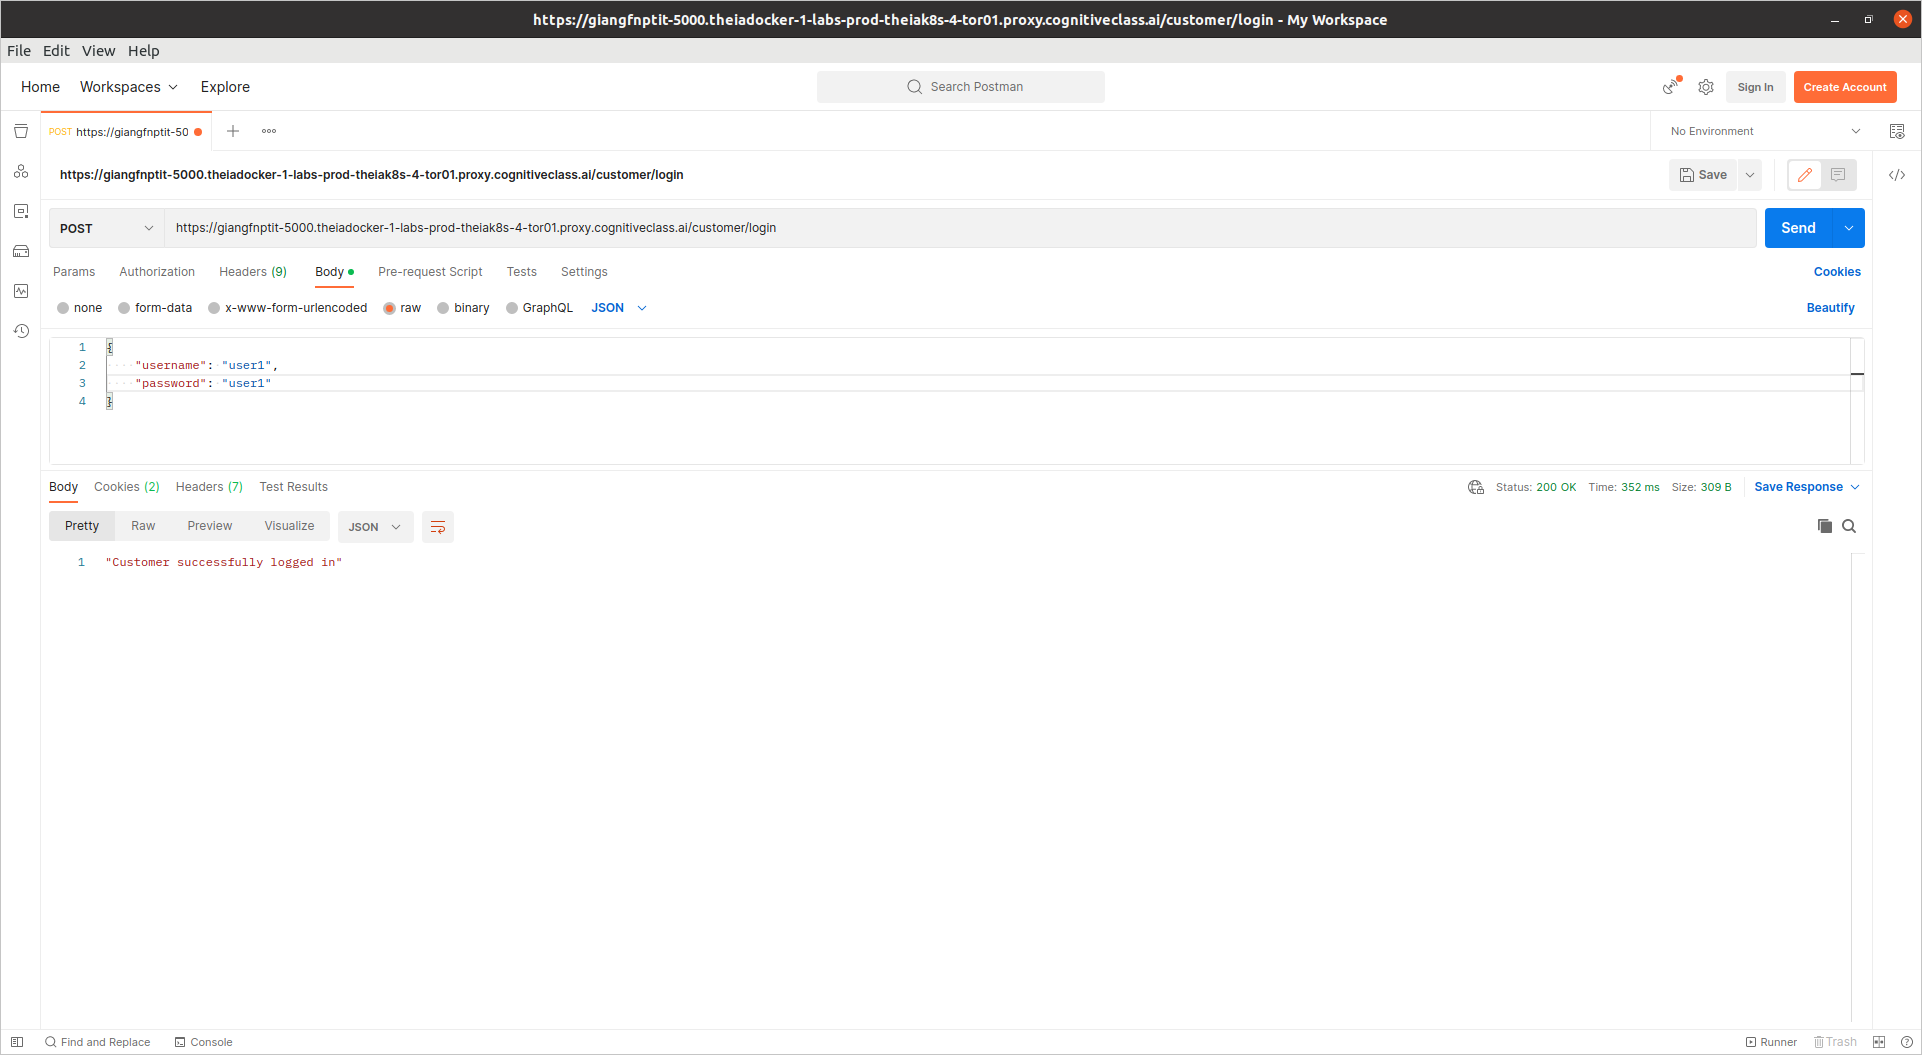 https://giangfnptit-5000.theiadocker-1-labs-prod-theiak8s-4-tor01.proxy.cognitiveclass.ai/customer/login - My Workspace
File Edit View Help
Home Workspaces Explore Search Postman Sign In Create Account
POST https://giangfnptit-50 No Environment
https://giangfnptit-5000.theiadocker-1-labs-prod-theiak8s-4-tor01.proxy.cognitiveclass.ai/customer/login Save
POST https://giangfnptit-5000.theiadocker-1-labs-prod-theiak8s-4-tor01.proxy.cognitiveclass.ai/customer/login Send
Params Authorization Headers (9) Body Pre-request Script Tests Settings Cookies
none form-data x-www-form-urlencoded raw binary GraphQL JSON Beautify
1 {
2 "username": "user1",
3 "password": "user1"
4 }
Body Cookies (2) Headers (7) Test Results Status: 200 OK Time: 352 ms Size: 309 B Save Response
Pretty Raw Preview Visualize JSON
1 "Customer successfully logged in"
Find and Replace Console Runner Trash